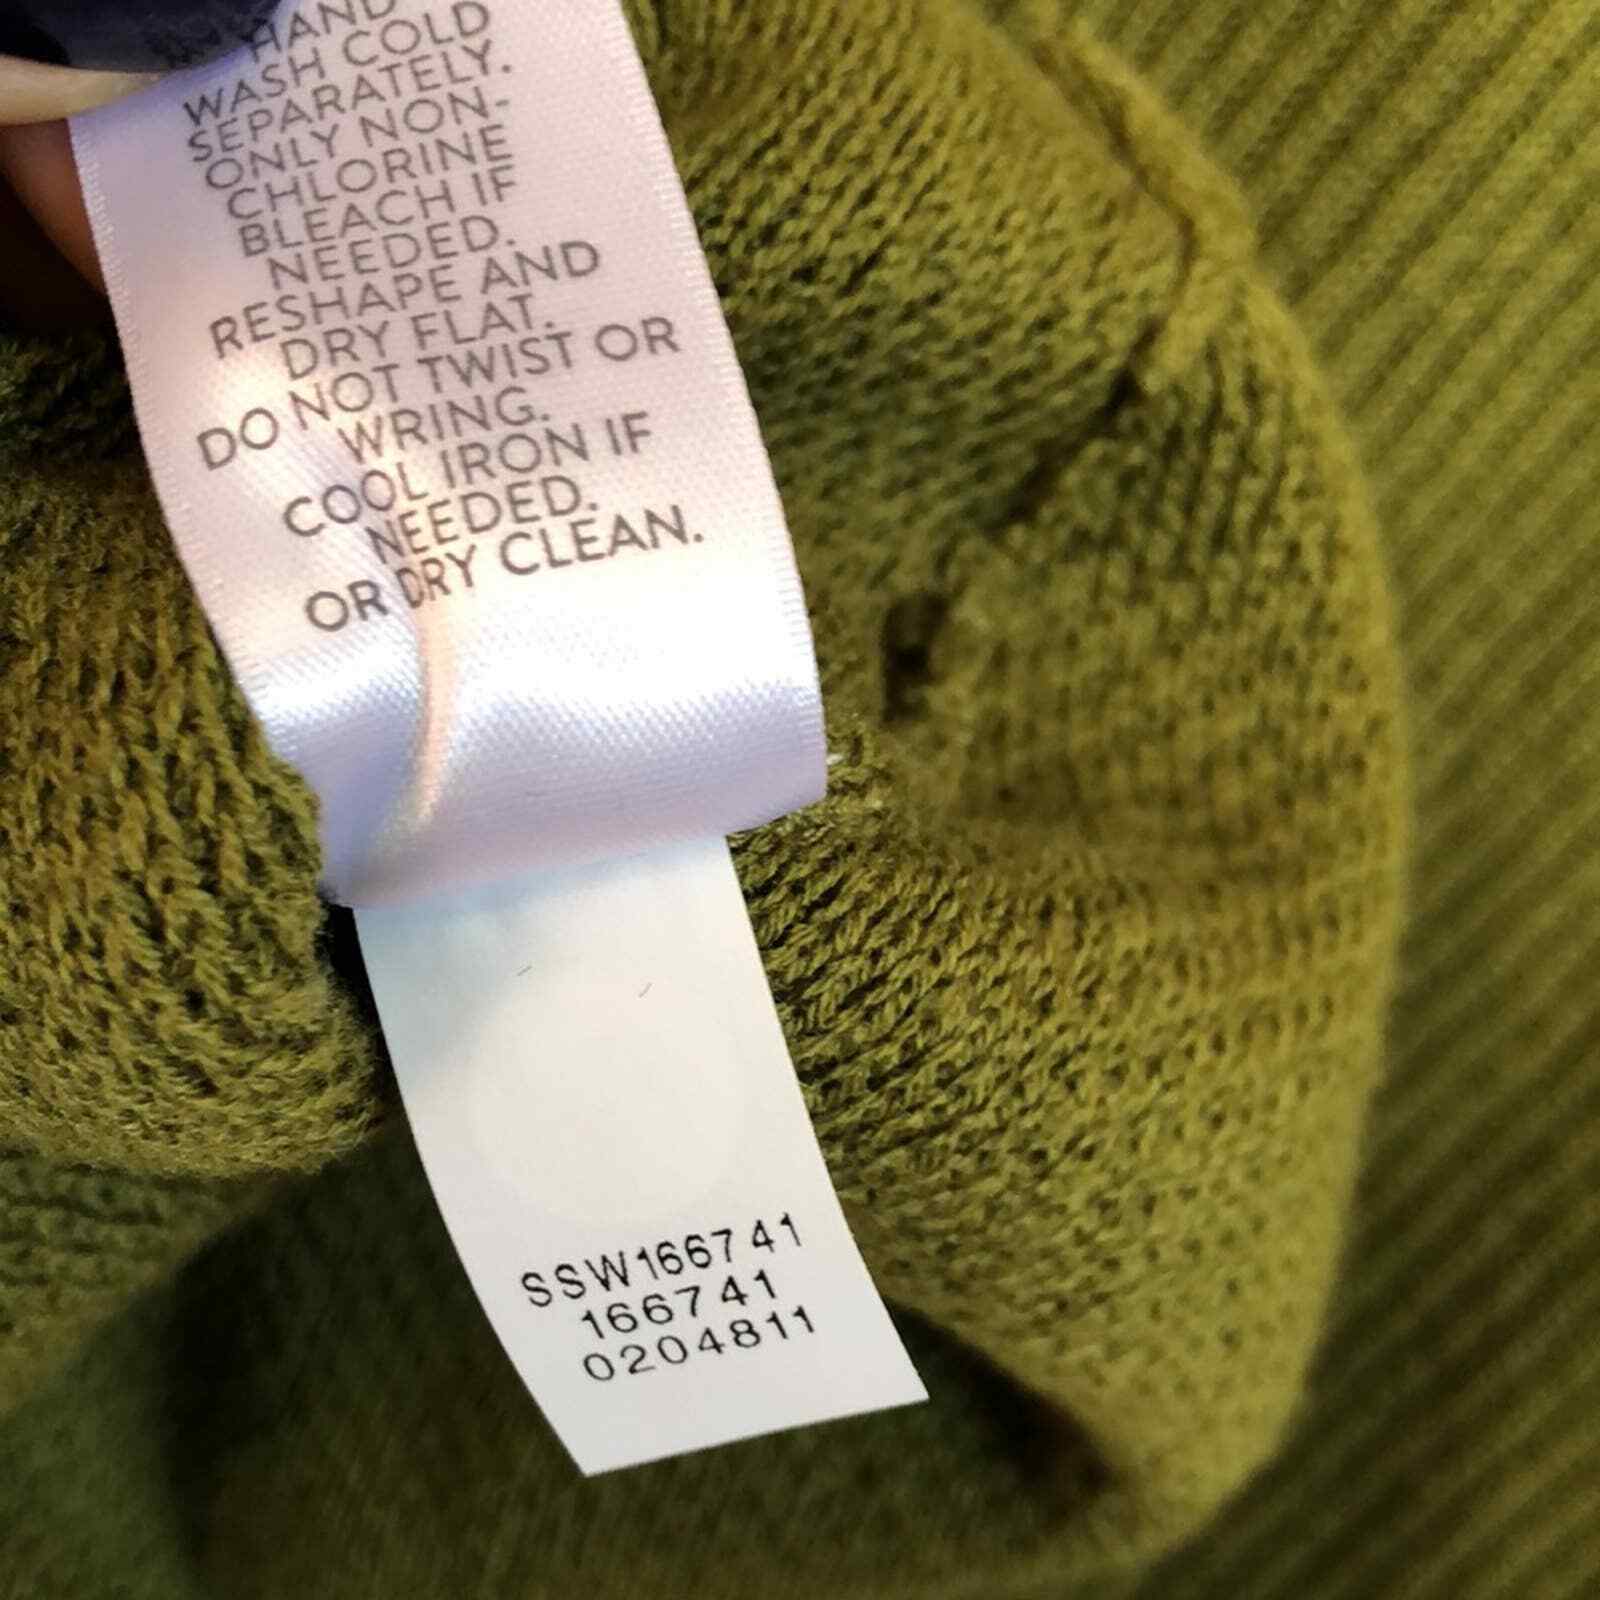 HAND
WASH COLD
SEPARATELY.
ONLY NON-
CHLORINE
BLEACH IF
NEEDED.
RESHAPE AND
DRY FLAT.
DO NOT TWIST OR
WRING.
COOL IRON IF
NEEDED.
OR DRY CLEAN.
SSW166741
166741
0204811